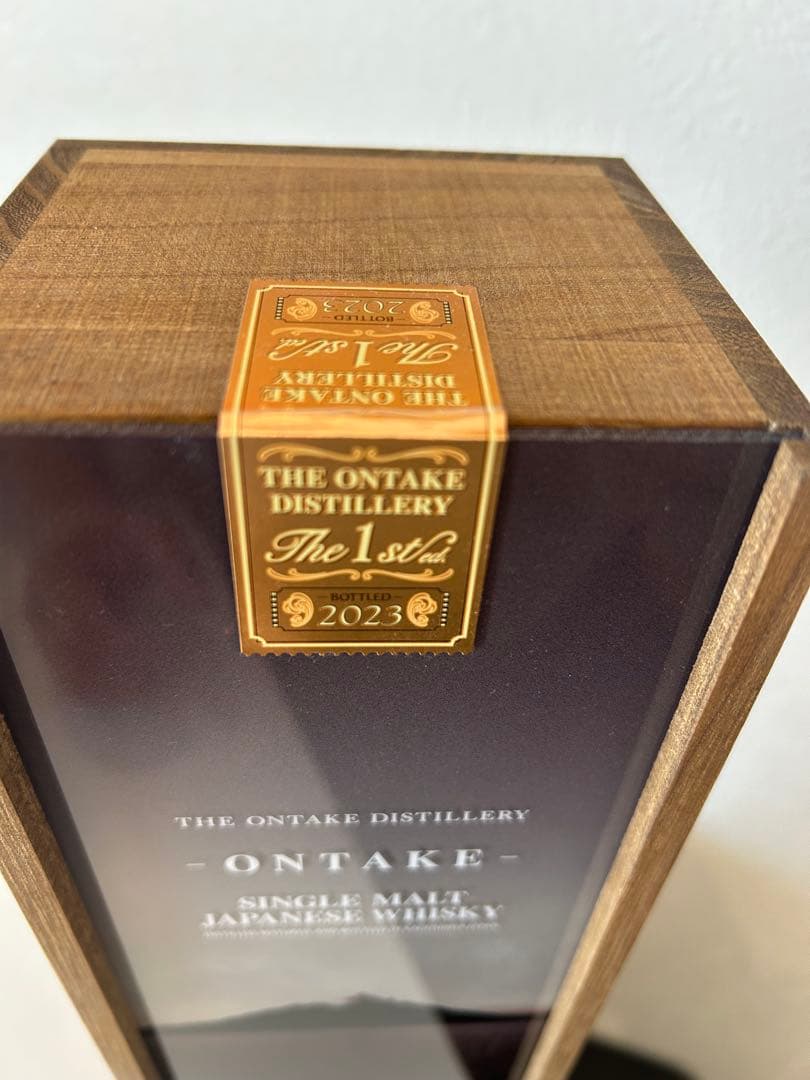 BOTTLED
2023
The 1st ed.
THE ONTAKE
DISTILLERY
THE ONTAKE
DISTILLERY
The 1st ed.
BOTTLED
2023
THE ONTAKE DISTILLERY
- ONTAKE -
SINGLE MALT
JAPANESE WHISKY